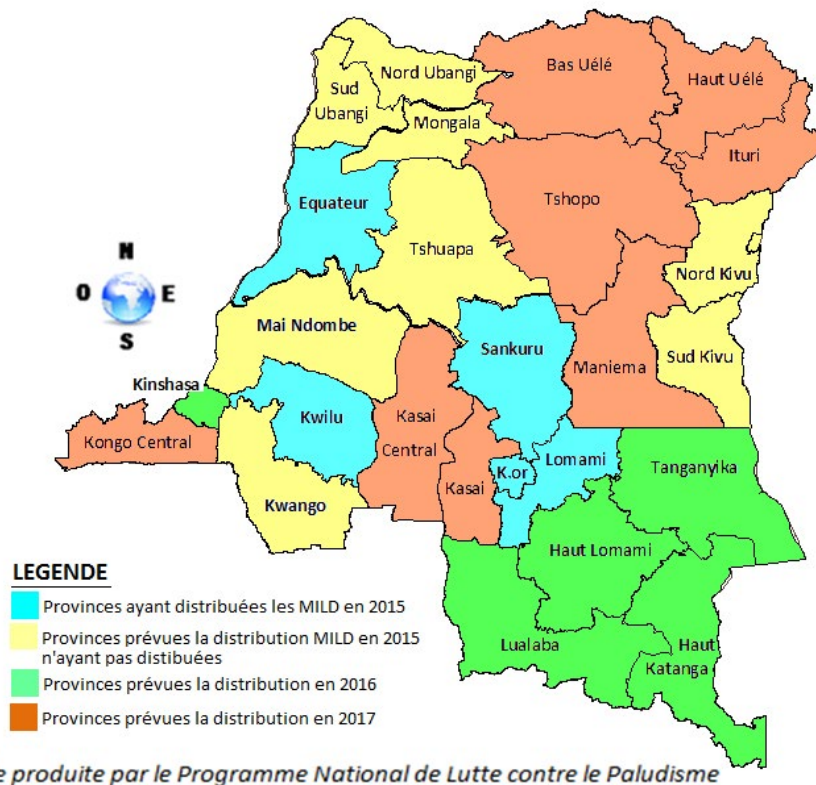 Nord Ubangi
Bas Uélé
Haut Uélé
Sud
Ubangi
Mongala
Ituri
Equateur
Tshopo
Tshuapa
N
O E
S
Nord Kivu
Mai Ndombe
Sankuru
Maniema
Sud Kivu
Kinshasa
Kwilu
Kasai
Central
Kongo Central
Lomami
K.or
Kasai
Tanganyika
Kwango
Haut Lomami
Lualaba
Haut
Katanga
LEGENDE
Provinces ayant distribuées les MILD en 2015
Provinces prévues la distribution MILD en 2015
n'ayant pas distibuées
Provinces prévues la distribution en 2016
Provinces prévues la distribution en 2017
e produite par le Programme National de Lutte contre le Paludisme